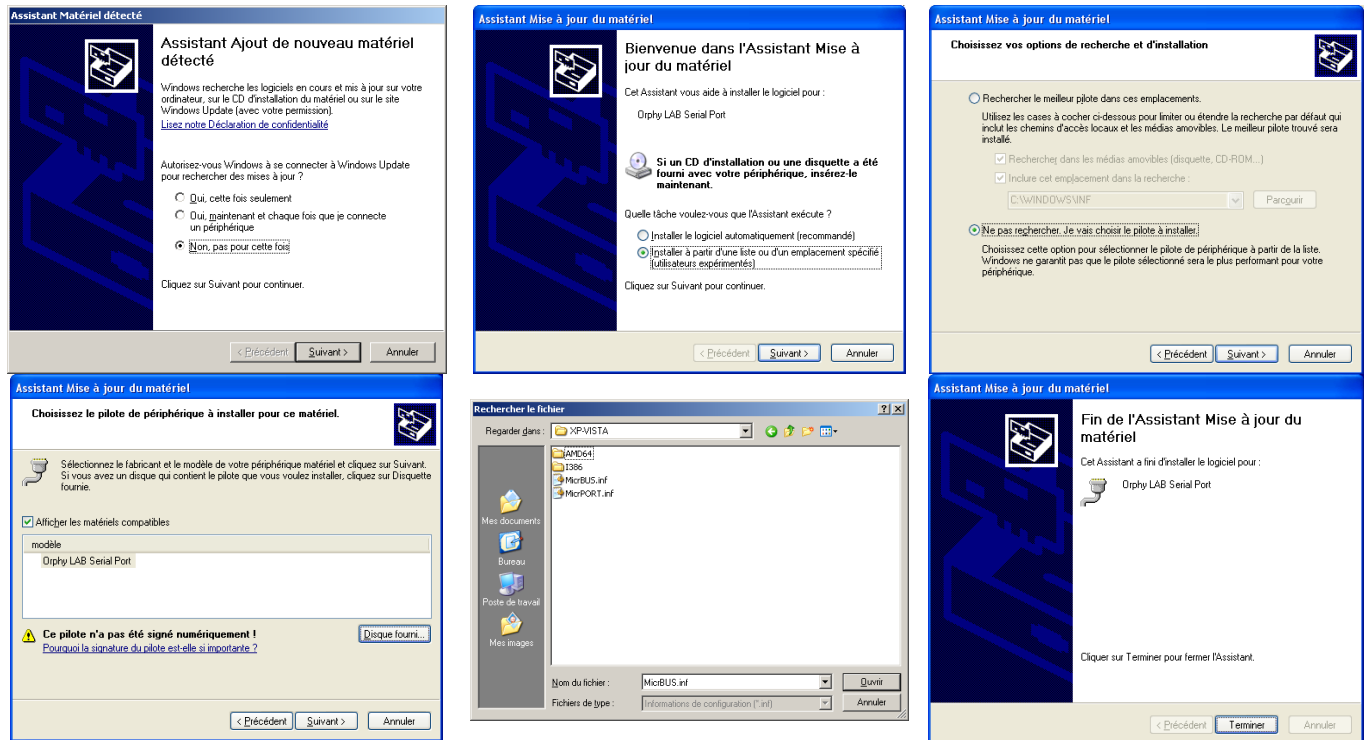 Assistant Matériel détecté
Assistant Ajout de nouveau matériel
détecté
Windows recherche les logiciels en cours et mis à jour sur votre
ordinateur, sur le CD d'installation du matériel ou sur le site
Windows Update (avec votre permission).
Lisez notre Déclaration de confidentialité
Autorisez-vous Windows à se connecter à Windows Update
pour rechercher des mises à jour ?
Oui, cette fois seulement
Oui, maintenant et chaque fois que je connecte
un périphérique
Non, pas pour cette fois
Cliquez sur Suivant pour continuer.
< Précédent
Suivant >
Annuler
Assistant Mise à jour du matériel
Bienvenue dans l'Assistant Mise à
jour du matériel
Cet Assistant vous aide à installer le logiciel pour :
Orphy LAB Serial Port
Si un CD d'installation ou une disquette a été
fourni avec votre périphérique, insérez-le
maintenant.
Quelle tâche voulez-vous que l'Assistant exécute ?
Installer le logiciel automatiquement (recommandé)
Installer à partir d'une liste ou d'un emplacement spécifié
(utilisateurs expérimentés)
Cliquez sur Suivant pour continuer.
< Précédent
Suivant >
Annuler
Assistant Mise à jour du matériel
Choisissez vos options de recherche et d'installation
Rechercher le meilleur pilote dans ces emplacements.
Utilisez les cases à cocher ci-dessous pour limiter ou étendre la recherche par défaut qui
inclut les chemins d'accès locaux et les médias amovibles. Le meilleur pilote trouvé sera
installé.
Rechercher dans les médias amovibles (disquette, CD-ROM...)
Inclure cet emplacement dans la recherche :
C:\WINDOWS\INF
Parcourir
Ne pas rechercher. Je vais choisir le pilote à installer.
Choisissez cette option pour sélectionner le pilote de périphérique à partir de la liste.
Windows ne garantit pas que le pilote sélectionné sera le plus performant pour votre
périphérique.
< Précédent
Suivant >
Annuler
Assistant Mise à jour du matériel
Choisissez le pilote de périphérique à installer pour ce matériel.
Sélectionnez le fabricant et le modèle de votre périphérique matériel et cliquez sur Suivant.
Si vous avez un disque qui contient le pilote que vous voulez installer, cliquez sur Disquette
fournie.
Afficher les matériels compatibles
modèle
Orphy LAB Serial Port
Ce pilote n'a pas été signé numériquement !
Pourquoi la signature du pilote est-elle si importante ?
Disque fourni...
< Précédent
Suivant >
Annuler
Rechercher le fichier
Regarder dans :
XP-VISTA
AMD64
I386
MicrBUS.inf
MicrPORT.inf
Mes documents
Bureau
Poste de travail
Mes images
Nom du fichier :
MicrBUS.inf
Ouvrir
Fichiers de type :
Informations de configuration (*.inf)
Annuler
Assistant Mise à jour du matériel
Fin de l'Assistant Mise à jour du
matériel
Cet Assistant a fini d'installer le logiciel pour :
Orphy LAB Serial Port
Cliquer sur Terminer pour fermer l'Assistant.
< Précédent
Terminer
Annuler